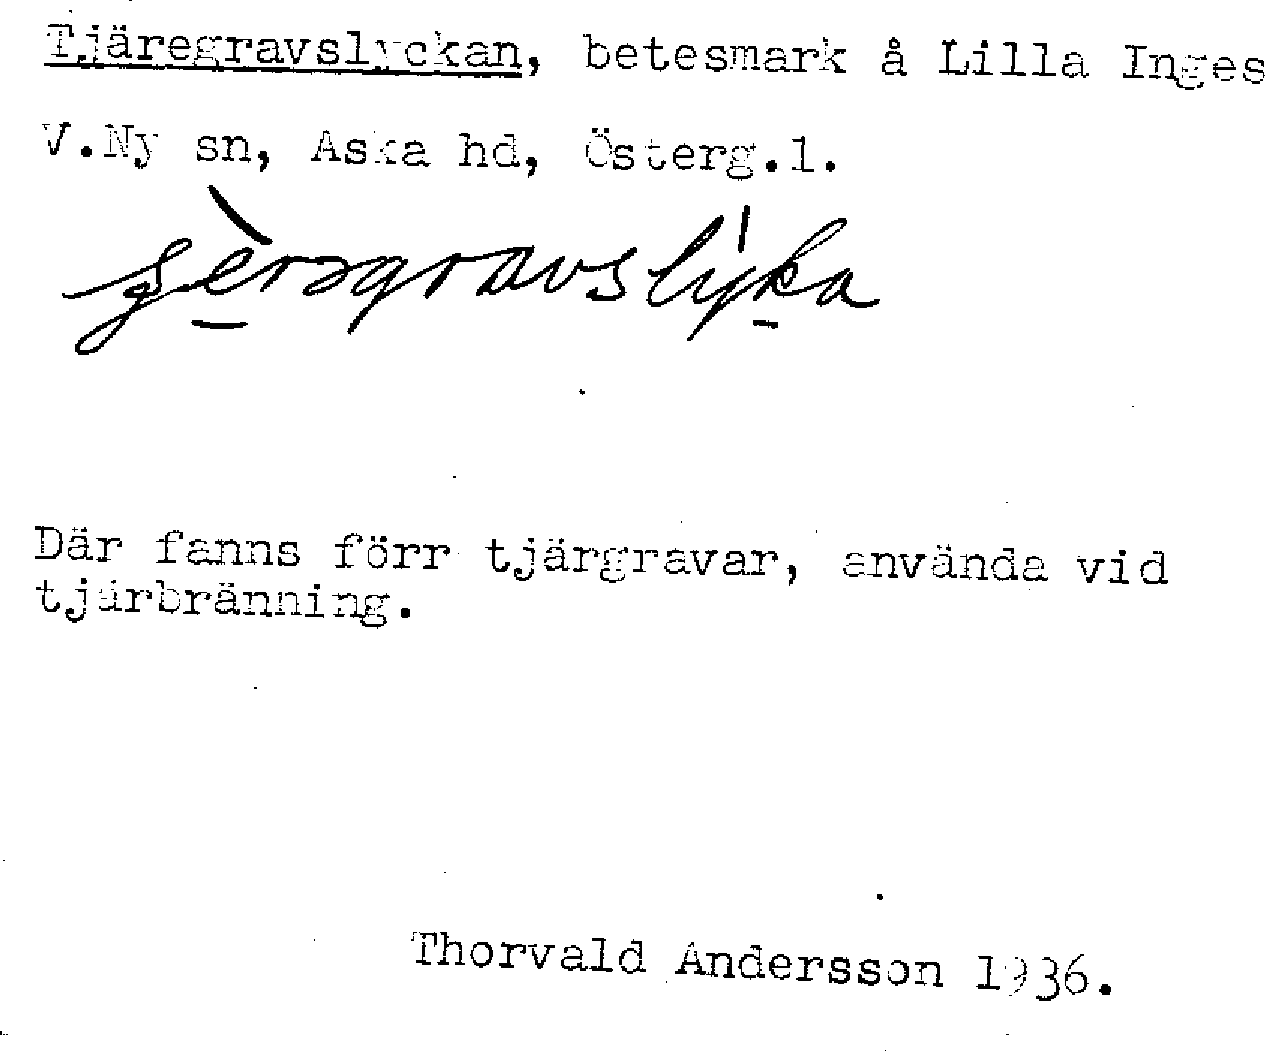 Tjäregravslyckan, betesmark å Lilla Inges
V.Ny sn, Aska hd, Österg.l.
Där fanns förr tjärgravar, använda vid
tjärbränning.
Thorvald Andersson 1936.